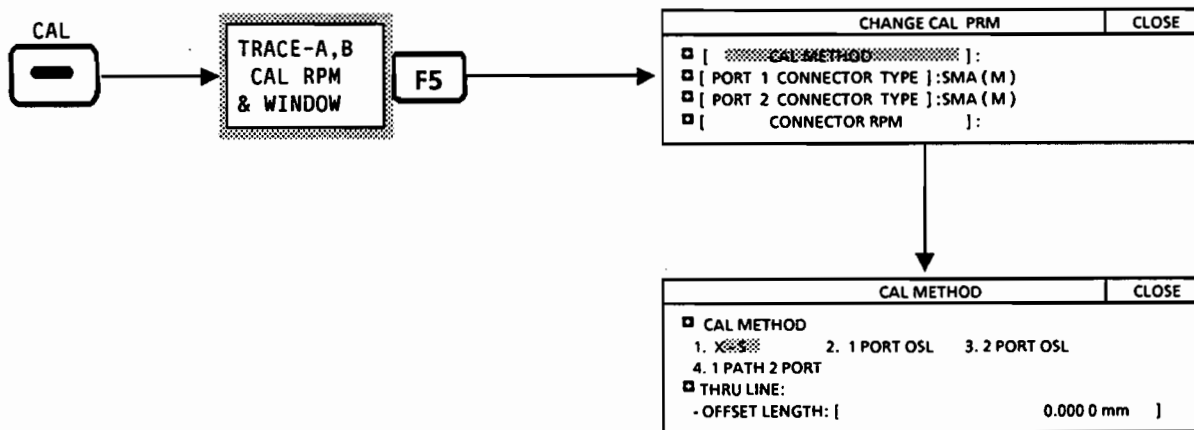 CAL
TRACE-A,B
CAL RPM
& WINDOW
F5
CHANGE CAL PRM CLOSE
[ CAL METHOD ]:
[ PORT 1 CONNECTOR TYPE ]:SMA(M)
[ PORT 2 CONNECTOR TYPE ]:SMA(M)
[ CONNECTOR RPM ]:
CAL METHOD CLOSE
CAL METHOD
1. X-S 2. 1 PORT OSL 3. 2 PORT OSL
4. 1 PATH 2 PORT
THRU LINE:
- OFFSET LENGTH: [ 0.000 0 mm ]